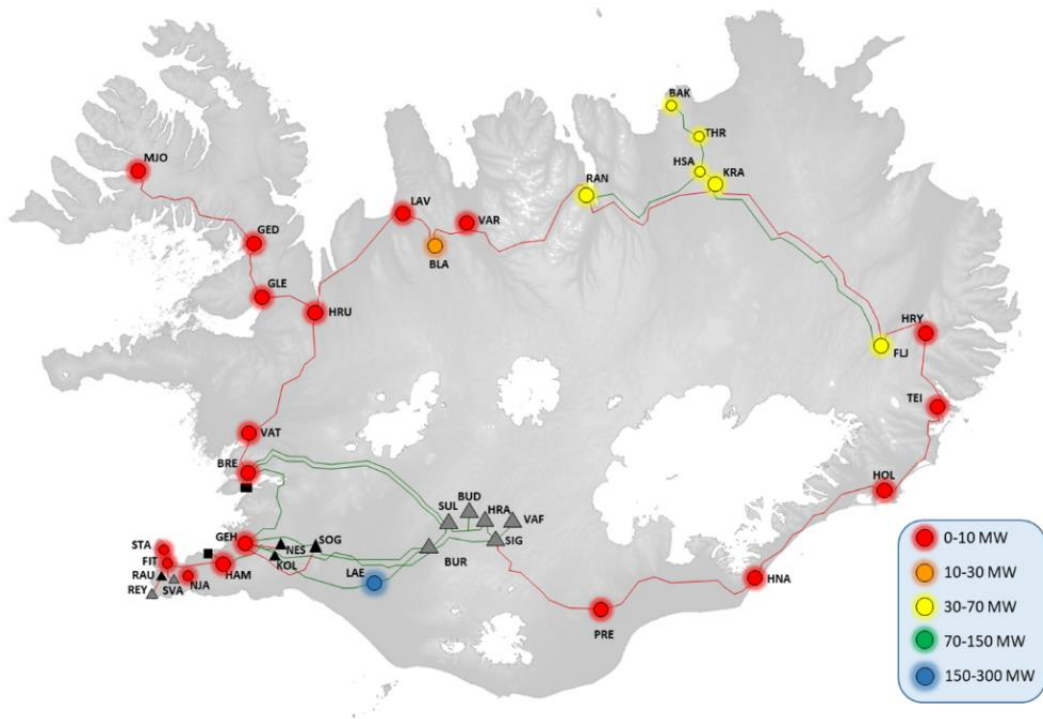 BAK
THR
MJO
HSA
KRA
RAN
LAV
VAR
GED
BLA
GLE
HRU
HRY
FLJ
TEI
VAT
BRE
HOL
BUD
SUL
HRA
VAF
GEH
SOG
SIG
STA
NES
BUR
FIT
KOL
RAU
HAM
LAE
HNA
REY
SVA
NJA
PRE
0-10 MW
10-30 MW
30-70 MW
70-150 MW
150-300 MW